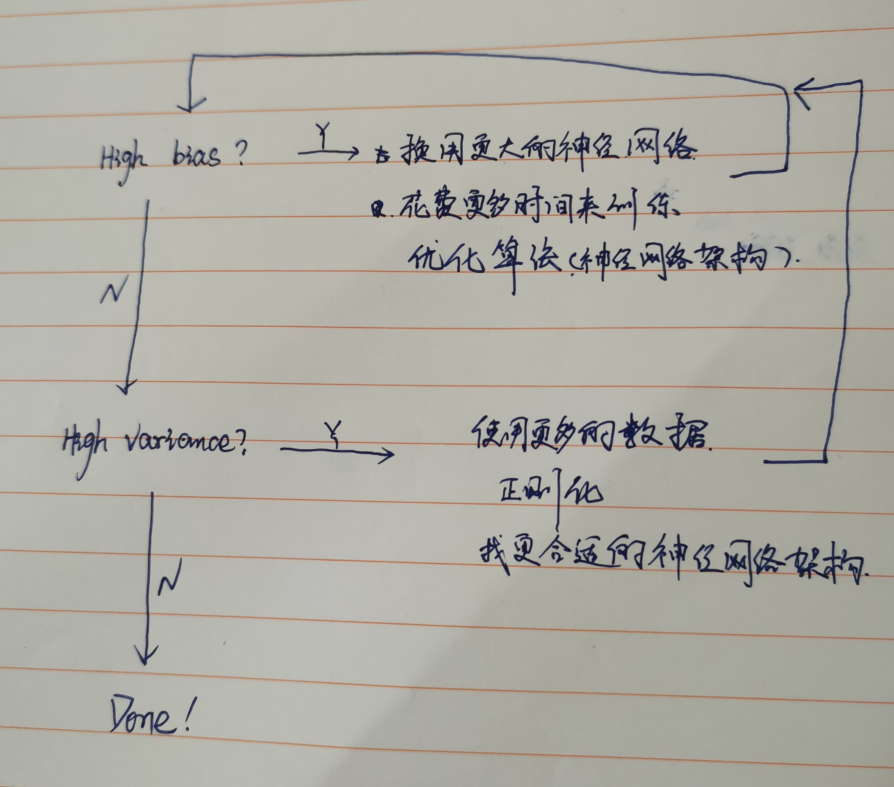 High bias?
Y
换用更大的神经网络.
花费更多时间来训练、
优化算法(神经网络架构).
N
High variance?
Y
使用更多的数据.
正则化
找更合适的神经网络架构.
N
Done!